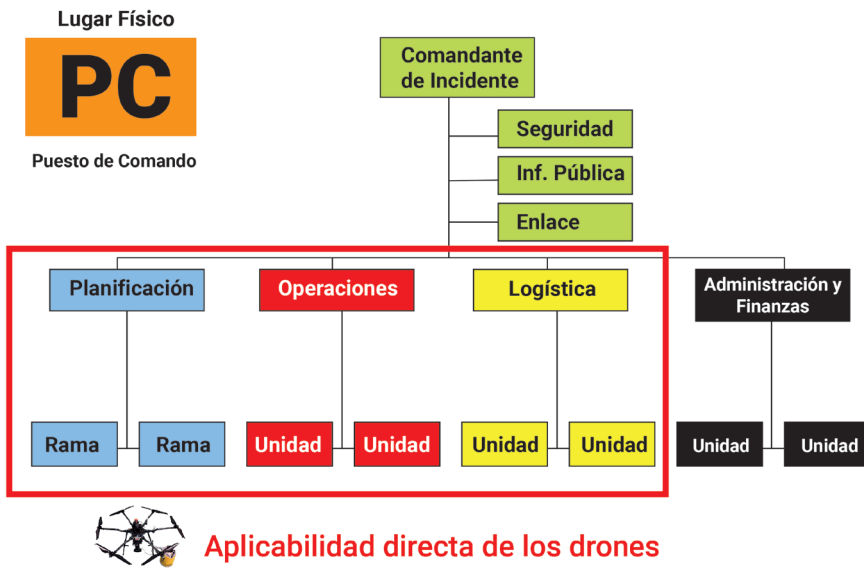 Lugar Físico
PC
Puesto de Comando
Comandante
de Incidente
Seguridad
Inf. Pública
Enlace
Planificación
Operaciones
Logística
Administración y
Finanzas
Rama
Rama
Unidad
Unidad
Unidad
Unidad
Unidad
Unidad
Aplicabilidad directa de los drones